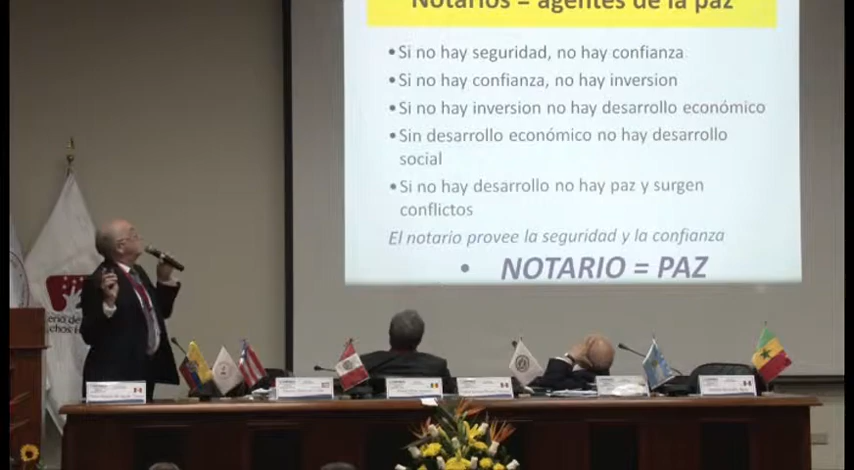 Notarios = agentes de la paz
• Si no hay seguridad, no hay confianza
• Si no hay confianza, no hay inversion
• Si no hay inversion no hay desarrollo económico
• Sin desarrollo económico no hay desarrollo
social
• Si no hay desarrollo no hay paz y surgen
conflictos
El notario provee la seguridad y la confianza
• NOTARIO = PAZ